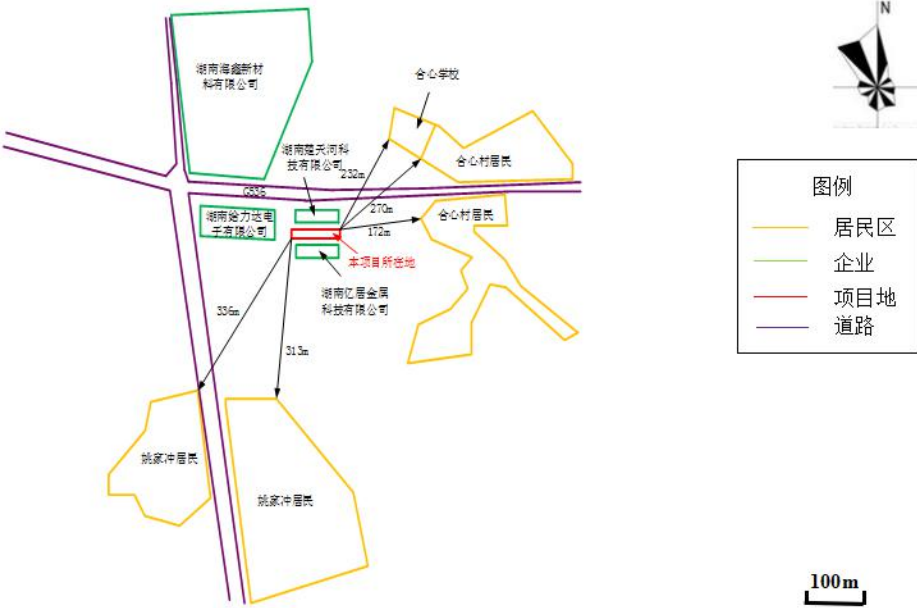 N
湖南海鑫新材
料有限公司
合心学校
湖南楚天河科
技有限公司
232m
合心村居民
G536
270m
湖南给力达电
子有限公司
合心村居民
172m
本项目所在地
湖南亿居金属
科技有限公司
336m
313m
姚家冲居民
姚家冲居民
图例
居民区
企业
项目地
道路
100m